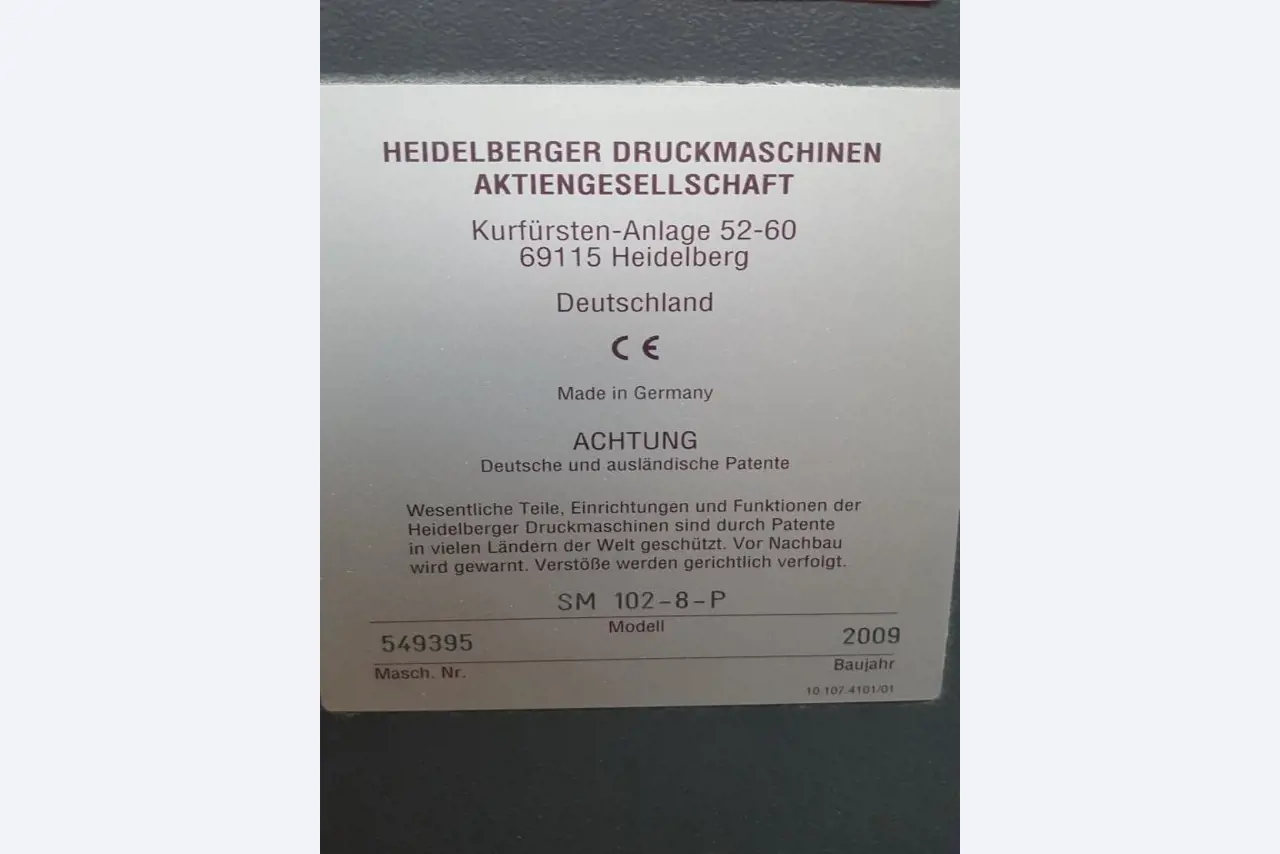 HEIDELBERGER DRUCKMASCHINEN
AKTIENGESELLSCHAFT
Kurfürsten-Anlage 52-60
69115 Heidelberg
Deutschland
CE
Made in Germany
ACHTUNG
Deutsche und ausländische Patente
Wesentliche Teile, Einrichtungen und Funktionen der
Heidelberger Druckmaschinen sind durch Patente
in vielen Ländern der Welt geschützt. Vor Nachbau
wird gewarnt. Verstöße werden gerichtlich verfolgt.
SM 102-8-P
Modell
549395
2009
Masch. Nr.
Baujahr
10.107.4101/01